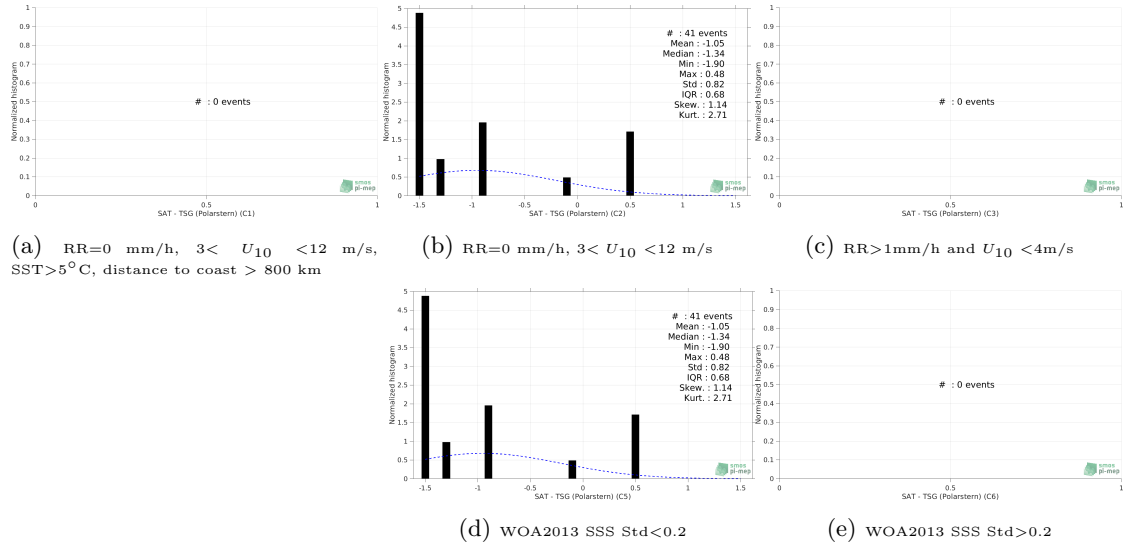 1
0.9
0.8
0.7
0.6
0.5
0.4
0.3
0.2
0.1
0
Normalized histogram
# : 0 events
smos
pi-mep
0 0.5 1
SAT - TSG (Polarstern) (C1)
(a) RR=0 mm/h, 3< U10 <12 m/s,
SST>5°C, distance to coast > 800 km
5
4.5
4
3.5
3
2.5
2
1.5
1
0.5
0
Normalized histogram
# : 41 events
Mean : -1.05
Median : -1.34
Min : -1.90
Max : 0.48
Std : 0.82
IQR : 0.68
Skew. : 1.14
Kurt. : 2.71
smos
pi-mep
-1.5 -1 -0.5 0 0.5 1 1.5
SAT - TSG (Polarstern) (C2)
(b) RR=0 mm/h, 3< U10 <12 m/s
1
0.9
0.8
0.7
0.6
0.5
0.4
0.3
0.2
0.1
0
Normalized histogram
# : 0 events
smos
pi-mep
0 0.5 1
SAT - TSG (Polarstern) (C3)
(c) RR>1mm/h and U10 <4m/s
5
4.5
4
3.5
3
2.5
2
1.5
1
0.5
0
Normalized histogram
# : 41 events
Mean : -1.05
Median : -1.34
Min : -1.90
Max : 0.48
Std : 0.82
IQR : 0.68
Skew. : 1.14
Kurt. : 2.71
smos
pi-mep
-1.5 -1 -0.5 0 0.5 1 1.5
SAT - TSG (Polarstern) (C5)
(d) WOA2013 SSS Std<0.2
1
0.9
0.8
0.7
0.6
0.5
0.4
0.3
0.2
0.1
0
Normalized histogram
# : 0 events
smos
pi-mep
0 0.5 1
SAT - TSG (Polarstern) (C6)
(e) WOA2013 SSS Std>0.2